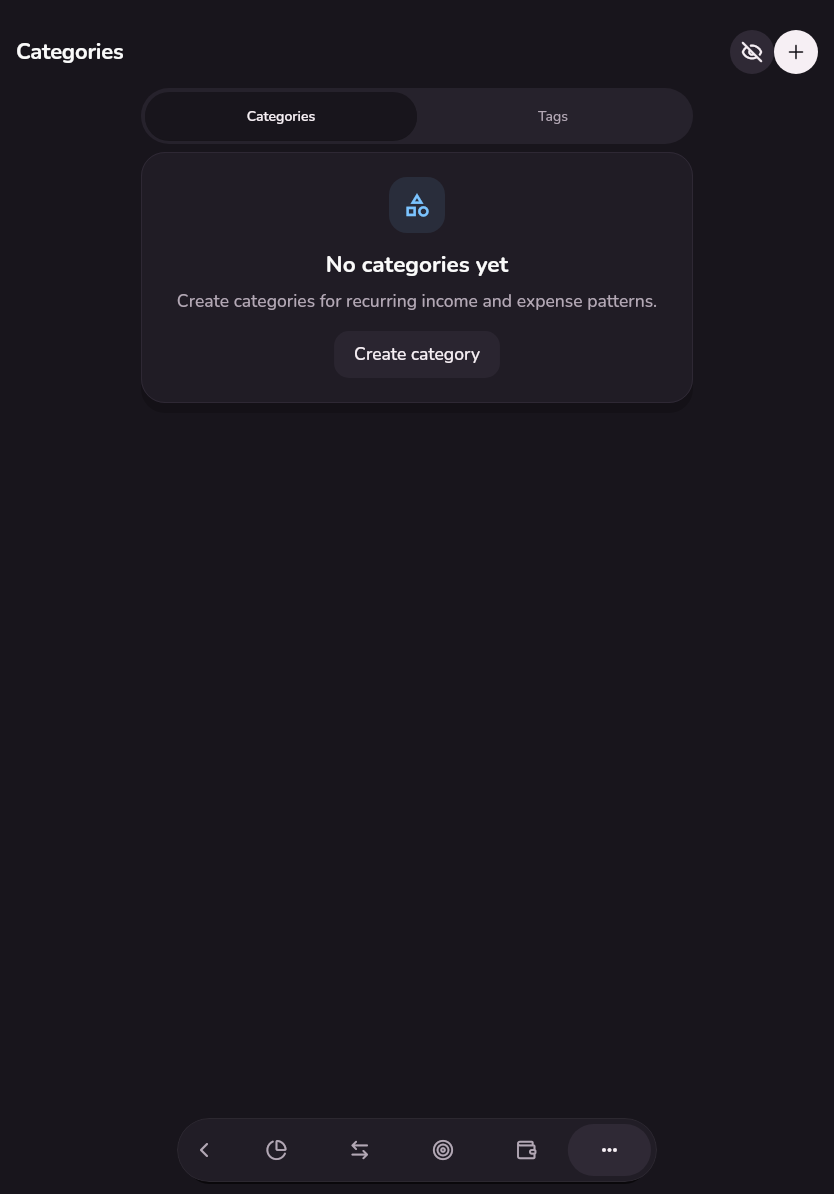 Categories
Categories
Tags
No categories yet
Create categories for recurring income and expense patterns.
Create category